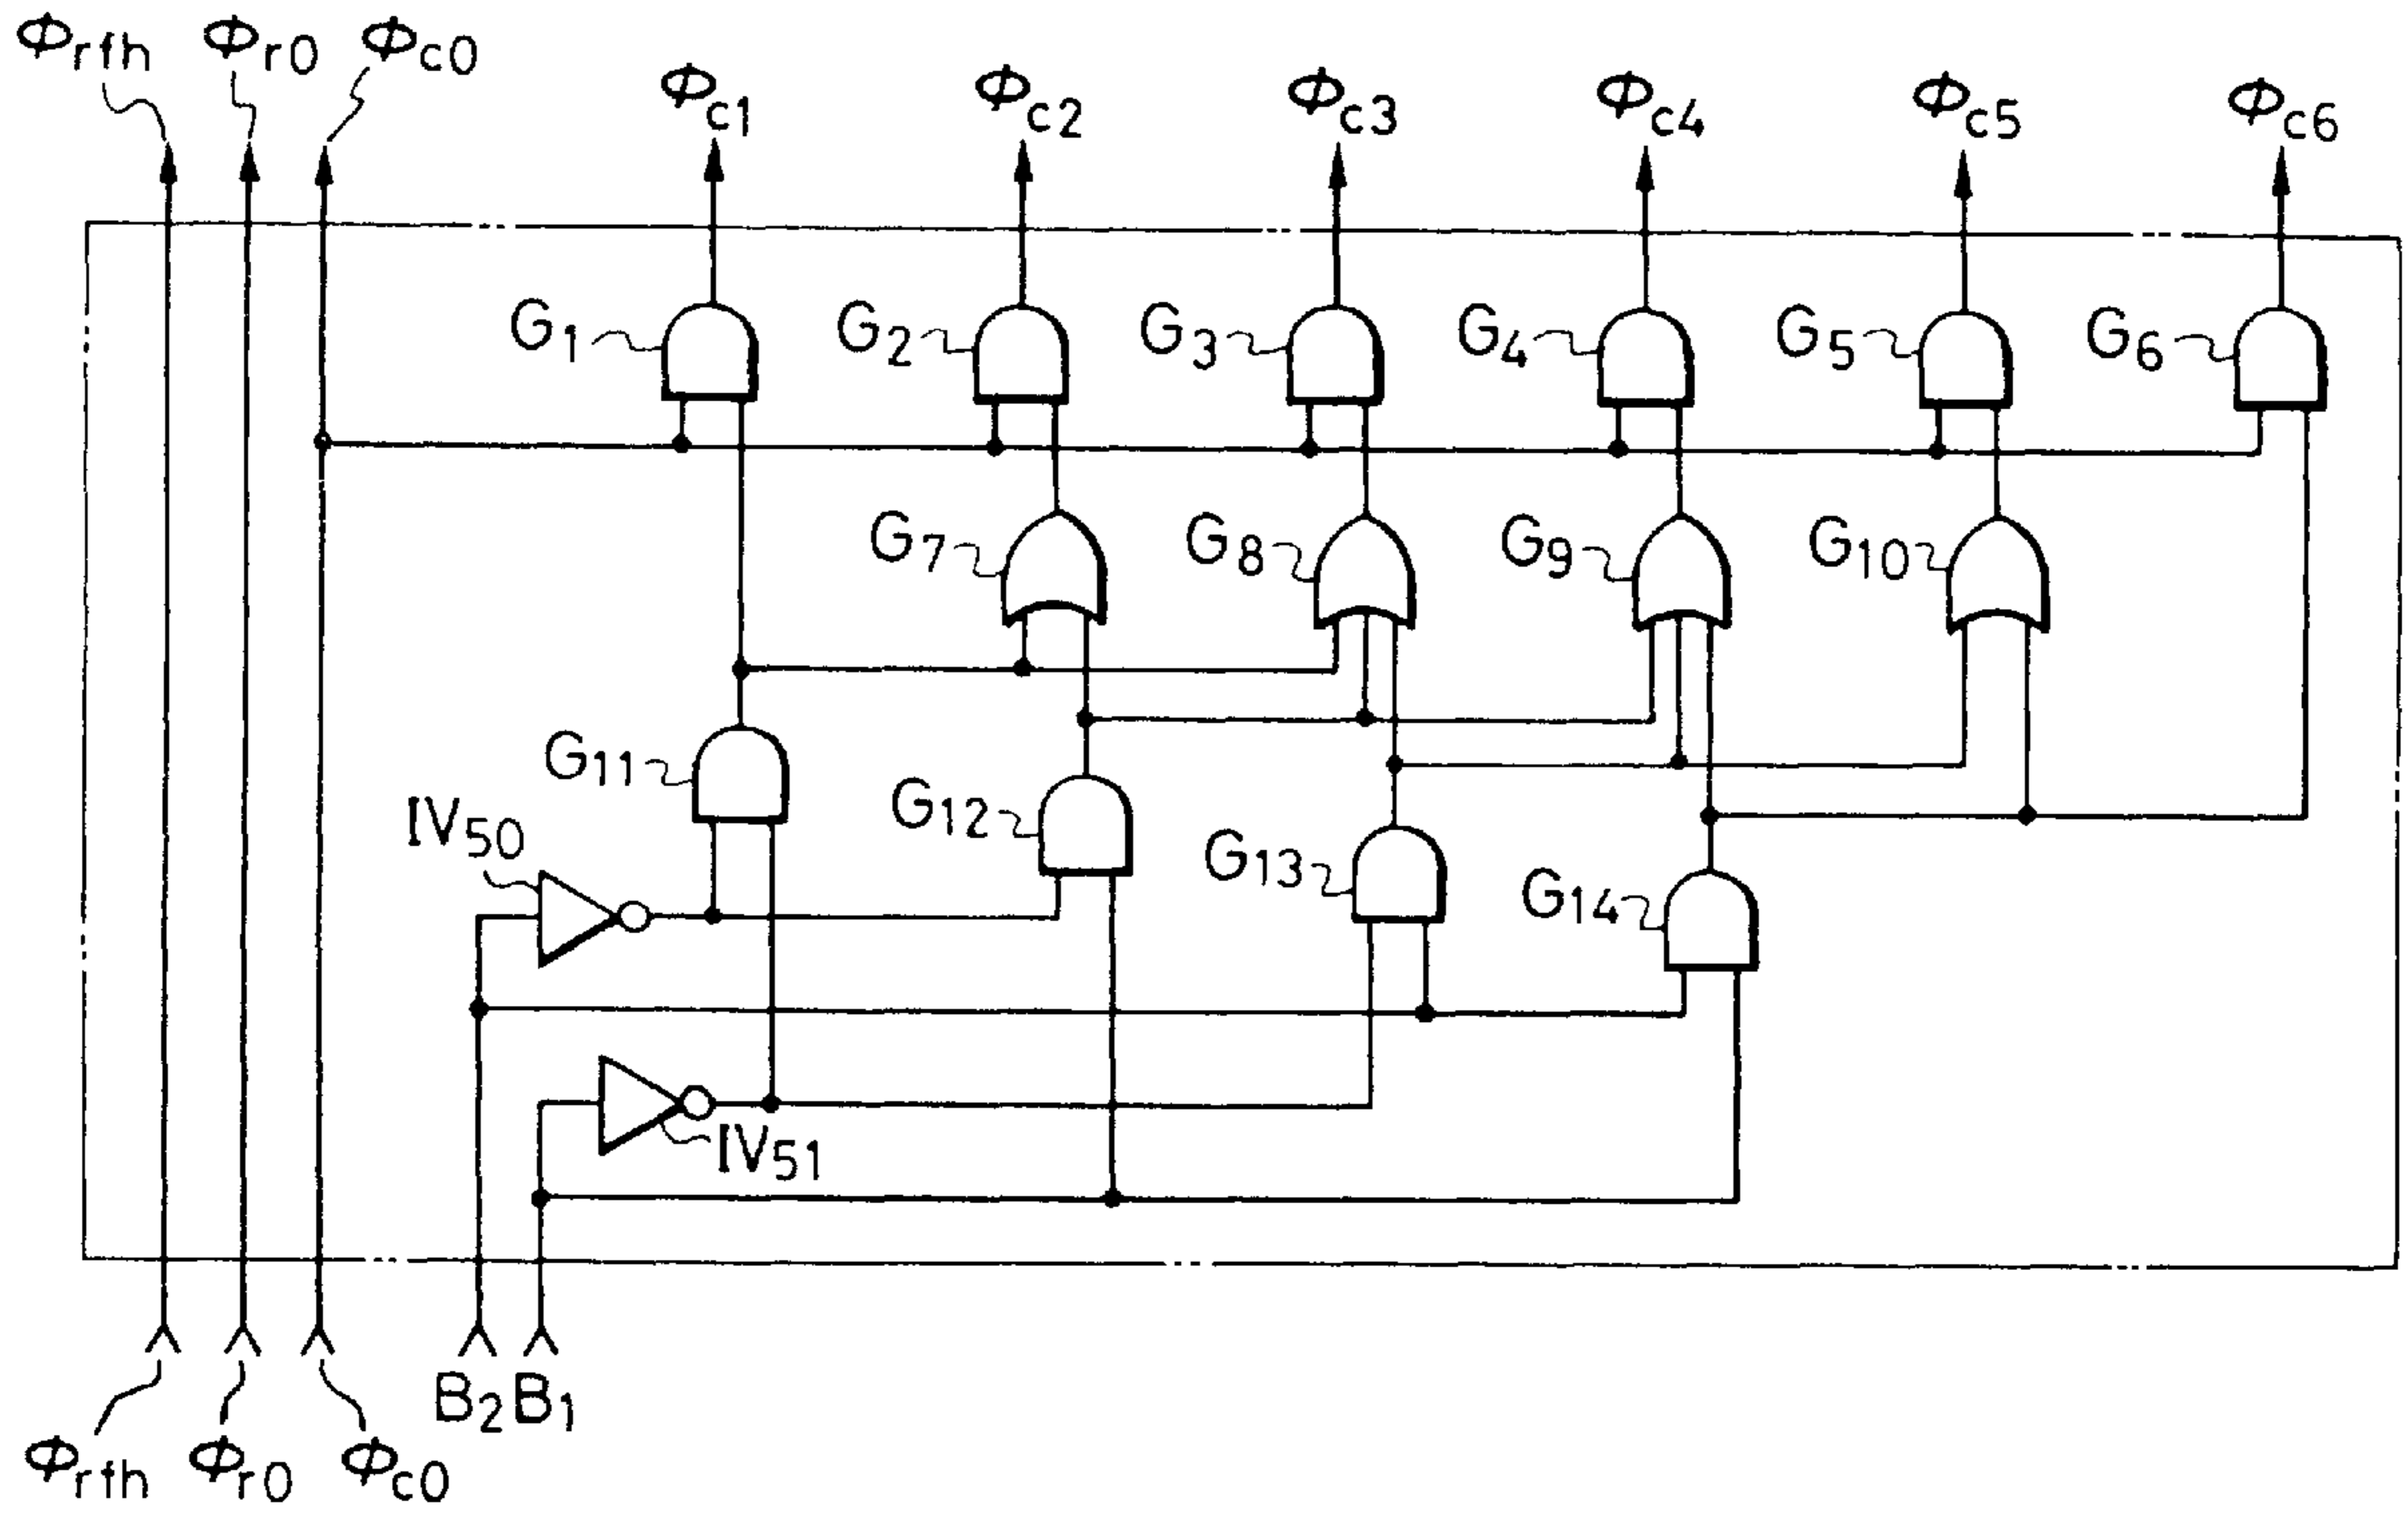 Φrfh Φr0 Φc0
Φc1 Φc2 Φc3 Φc4 Φc5 Φc6
G1 G2 G3 G4 G5 G6
G7 G8 G9 G10
G11 G12 G13 G14
IV50
IV51
B2 B1
Φrfh Φr0 Φc0